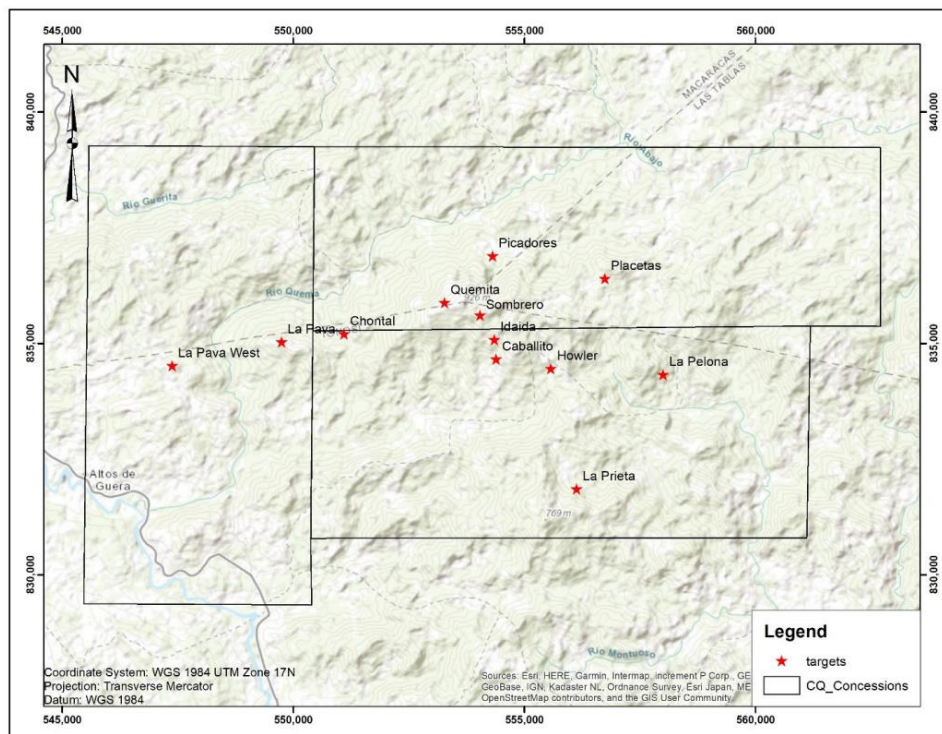 545,000
550,000
555,000
560,000
N
MACARACAS
LAS TABLAS
840,000
840,000
Río Abajo
Río Guerita
Picadores
Placetas
Quemita
926 m
Río Quema
Sombrero
La Pava
Chontal
Idaida
835,000
835,000
La Pava West
Caballito
Howler
La Pelona
Altos de
Guera
La Prieta
769 m
830,000
830,000
Legend
targets
CQ_Concessions
Río Montuoso
Coordinate System: WGS 1984 UTM Zone 17N
Projection: Transverse Mercator
Datum: WGS 1984
Sources: Esri, HERE, Garmin, Intermap, increment P Corp., GE
GeoBase, IGN, Kadaster NL, Ordnance Survey, Esri Japan, ME
OpenStreetMap contributors, and the GIS User Community
545,000
550,000
555,000
560,000